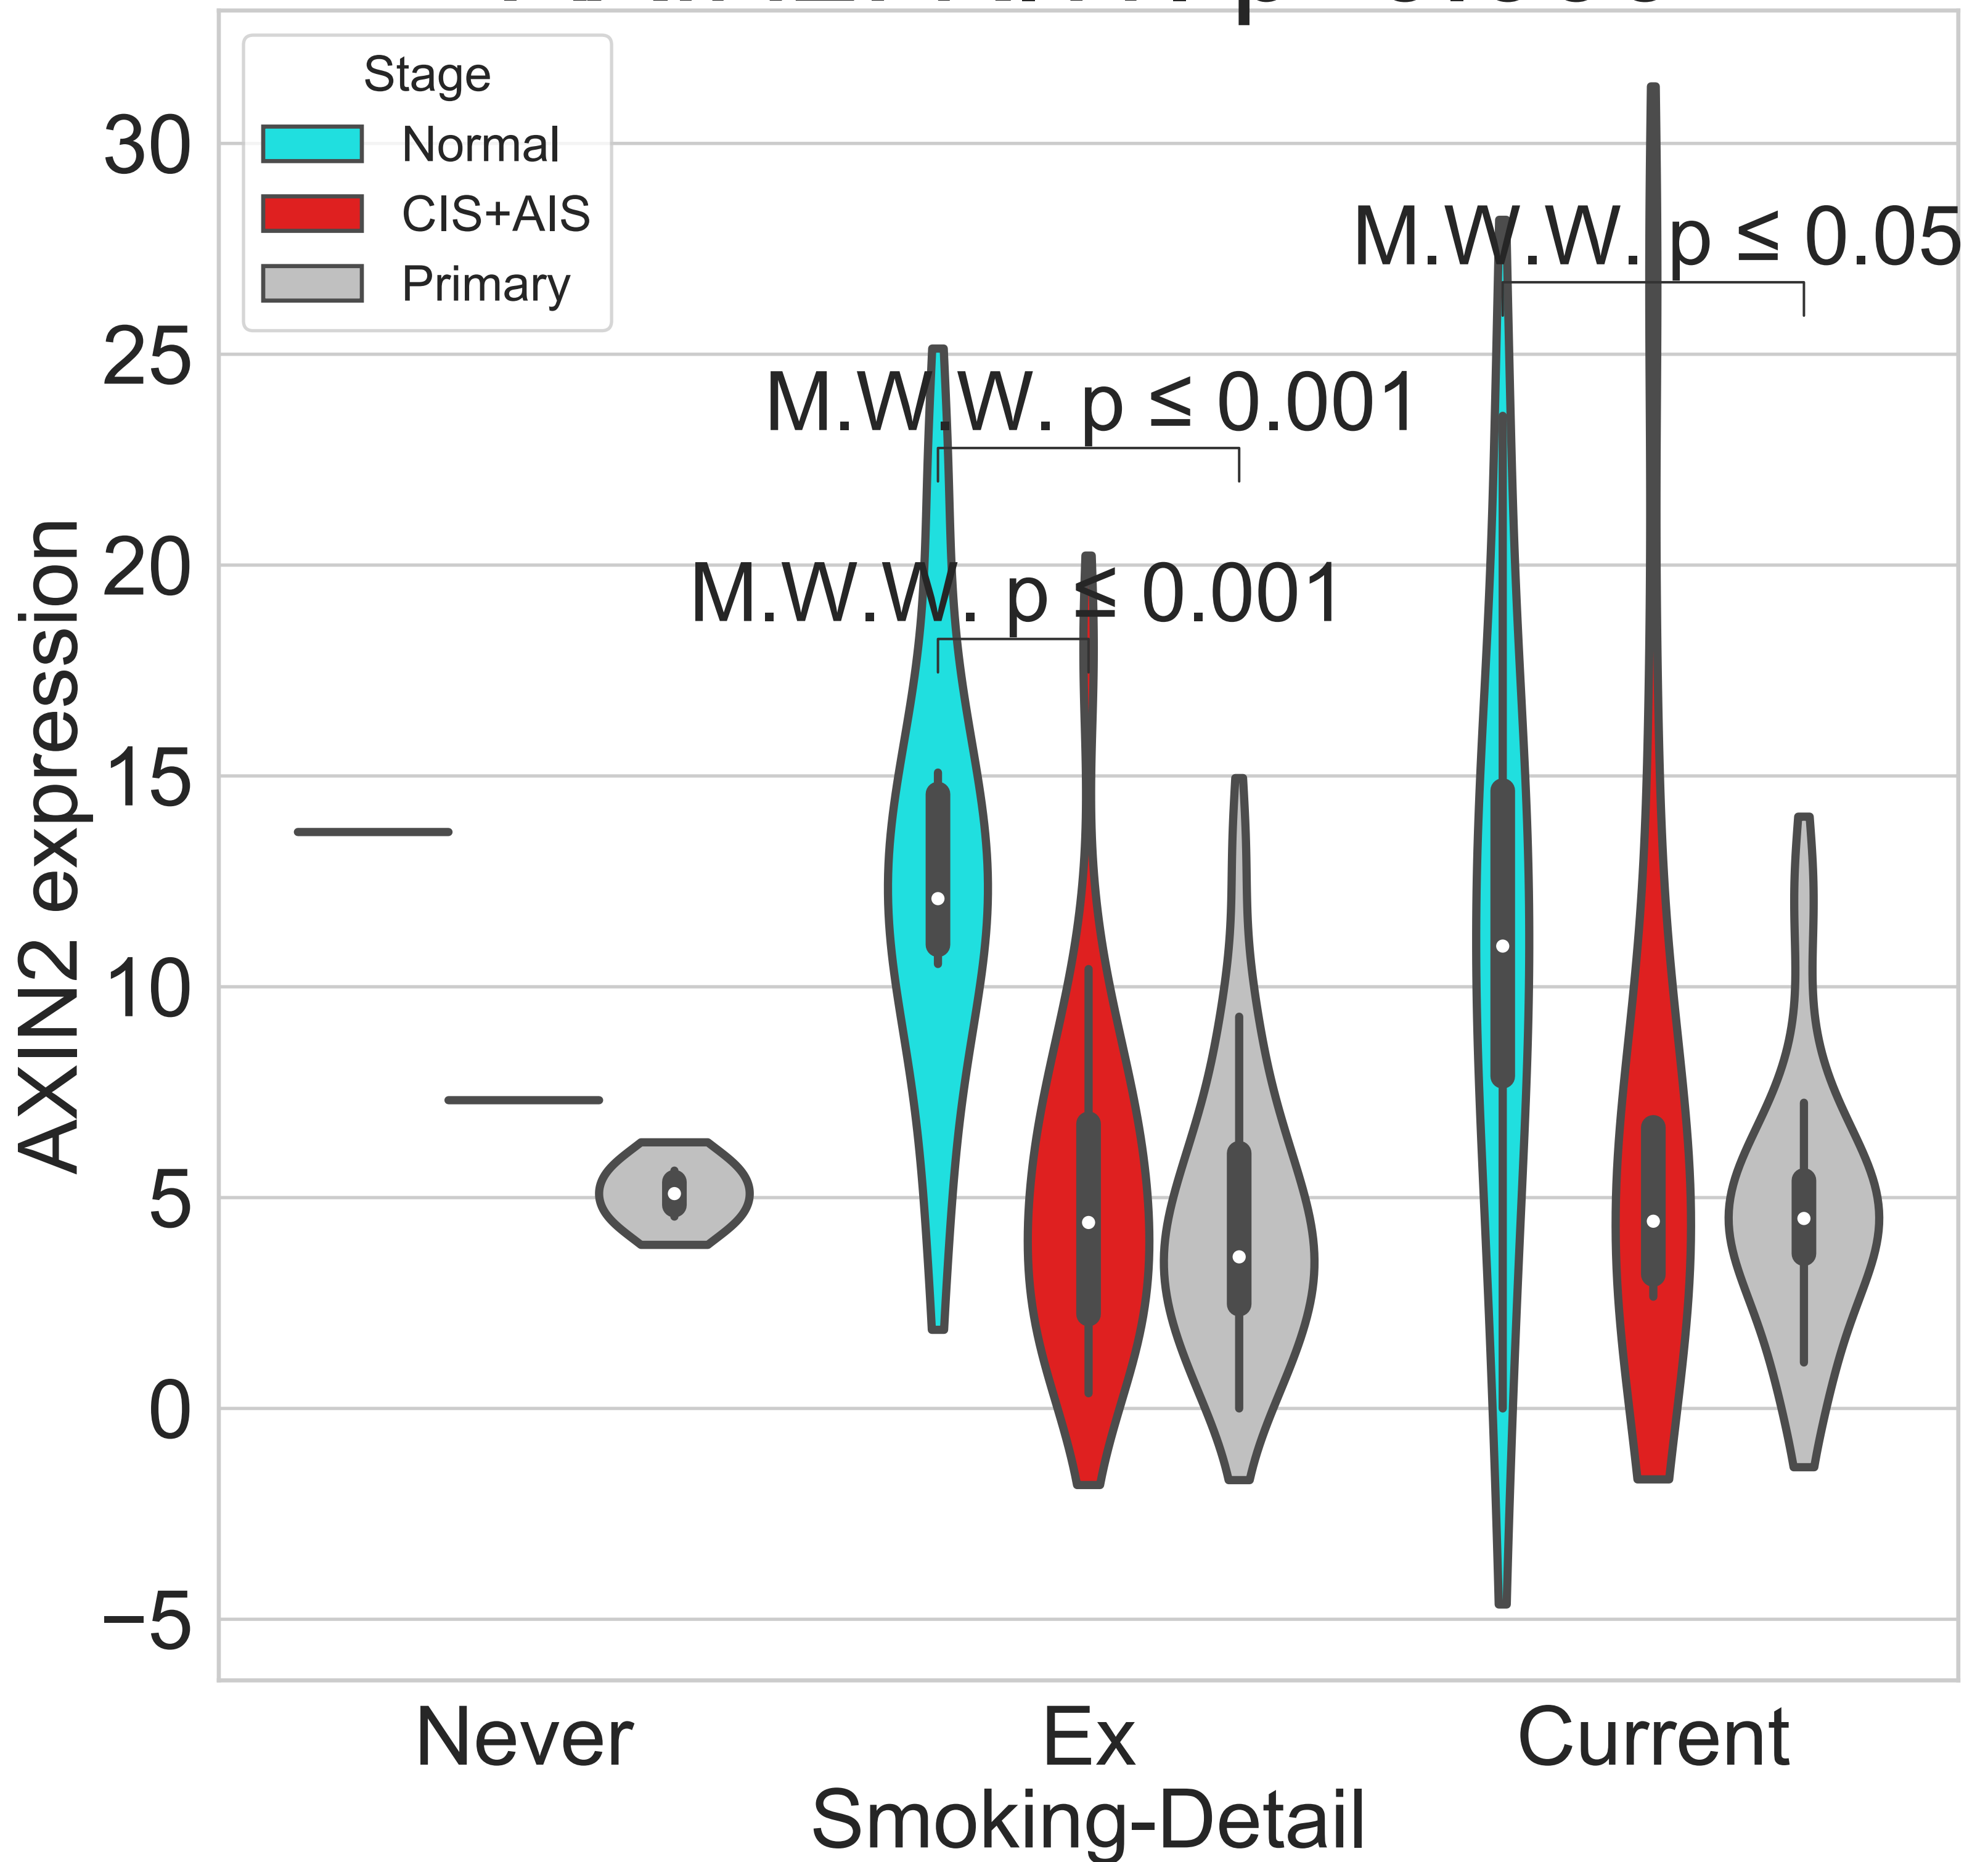 Stage
Normal
CIS+AIS
Primary
30
25
20
15
10
5
0
−5
AXIN2 expression
M.W.W. p ≤ 0.05
M.W.W. p ≤ 0.001
M.W.W. p ≤ 0.001
Never
Ex
Current
Smoking-Detail